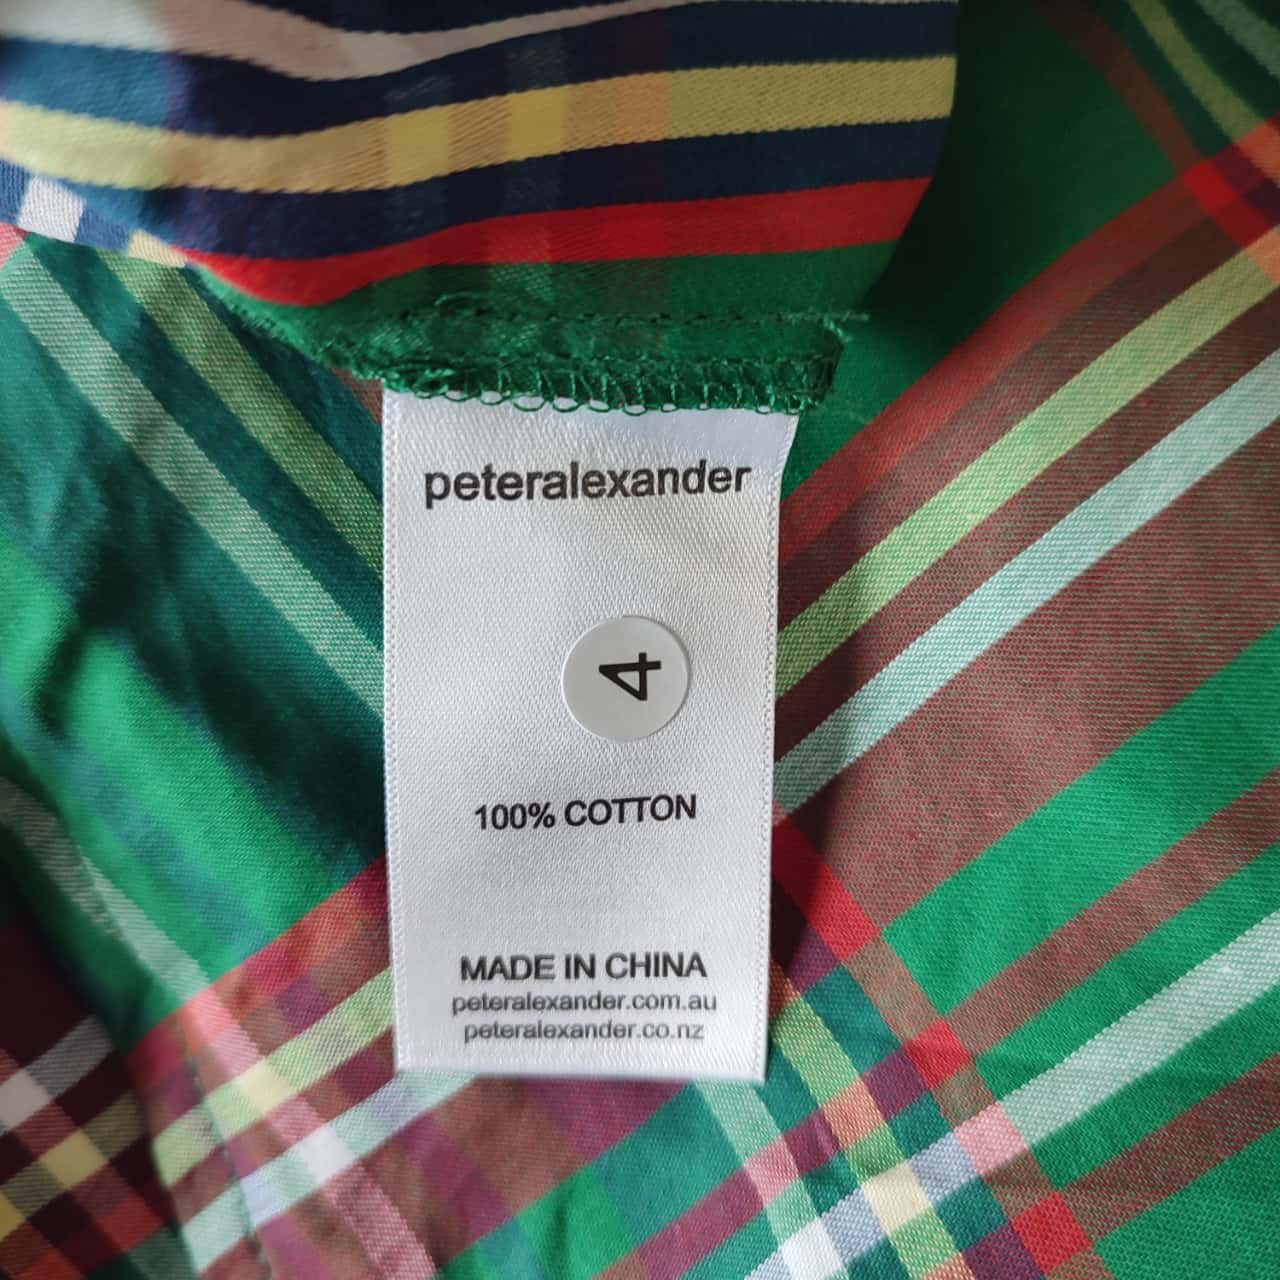 peteralexander
4
100% COTTON
MADE IN CHINA
peteralexander.com.au
peteralexander.co.nz